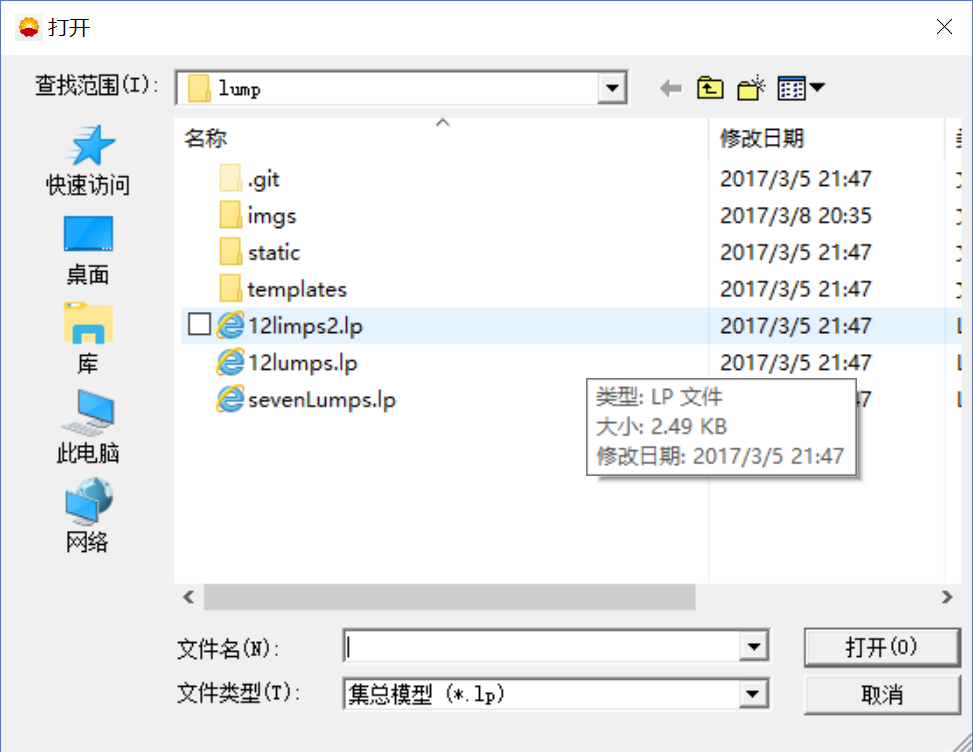 打开
查找范围(I): lump
快速访问
桌面
库
此电脑
网络
名称 修改日期
.git 2017/3/5 21:47
imgs 2017/3/8 20:35
static 2017/3/5 21:47
templates 2017/3/5 21:47
12limps2.lp 2017/3/5 21:47
12lumps.lp 2017/3/5 21:47
sevenLumps.lp
类型: LP 文件
大小: 2.49 KB
修改日期: 2017/3/5 21:47
文件名(N): 打开(O)
文件类型(T): 集总模型 (*.lp) 取消